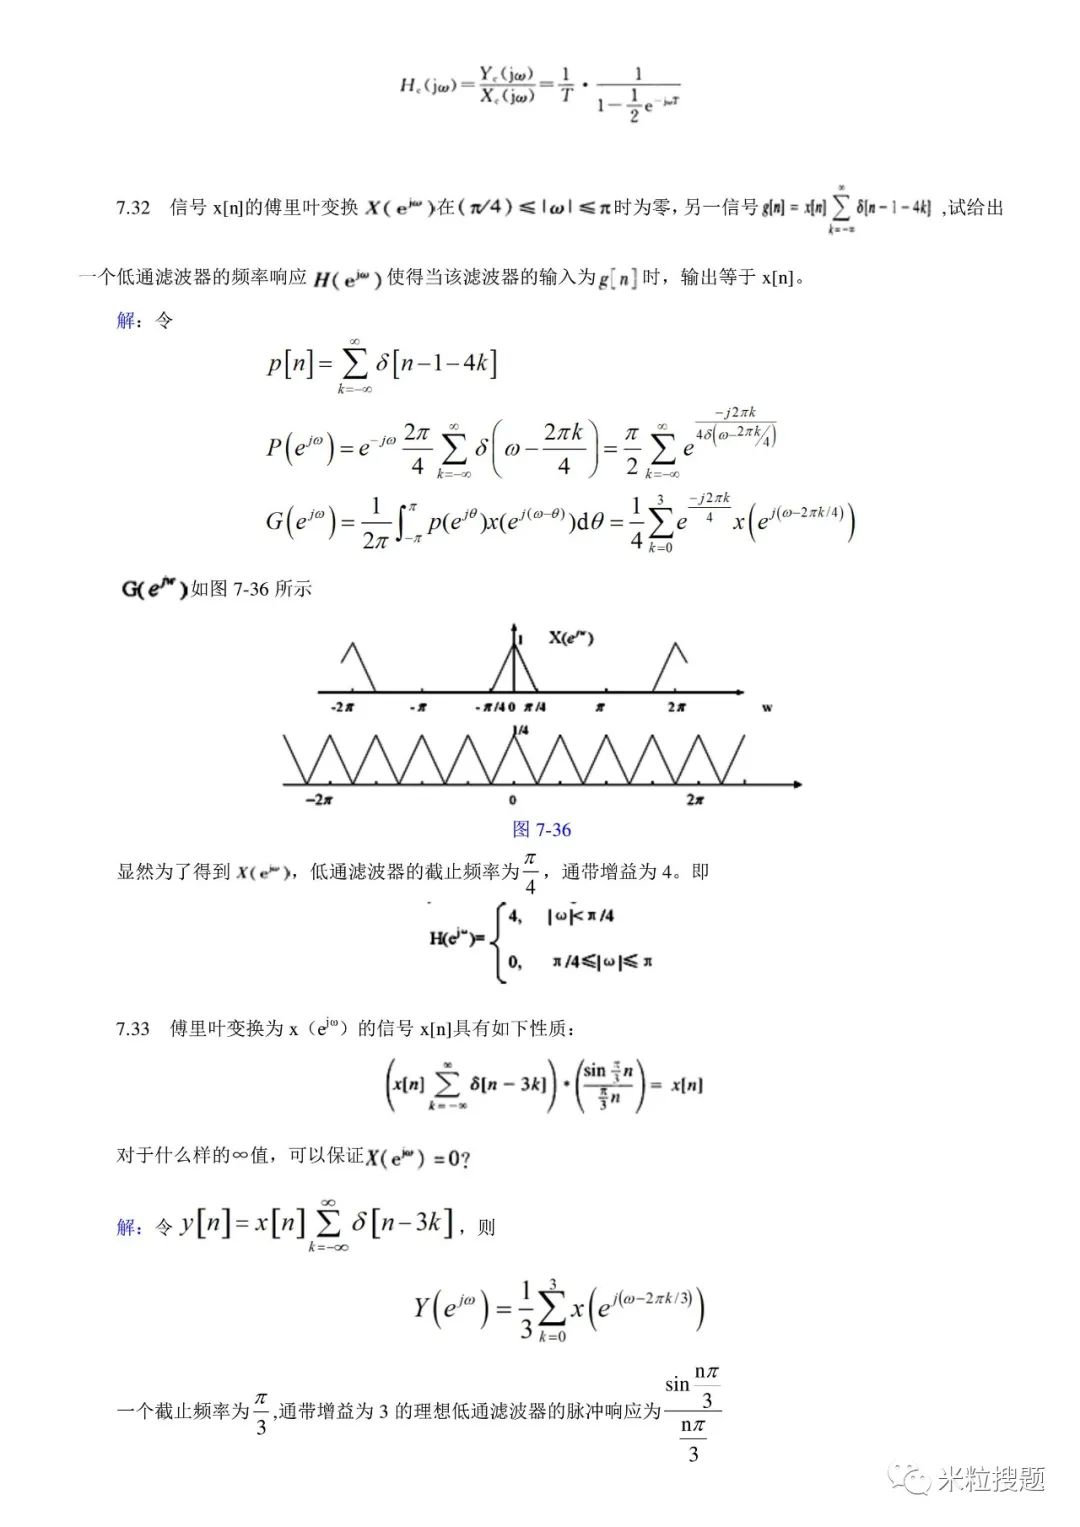 H_c(jω)=Y_c(jω)/X_c(jω)=1/T·1/(1-1/2 e^{-jωT})
7.32 信号 x[n]的傅里叶变换 X(e^{jω})在(π/4)≤|ω|≤π时为零,另一信号g[n]=x[n]∑_{k=-∞}^{∞}δ[n-1-4k],试给出
一个低通滤波器的频率响应 H(e^{jω})使得当该滤波器的输入为g[n]时，输出等于 x[n]。
解：令
p[n]=∑_{k=-∞}^{∞}δ[n-1-4k]
P(e^{jω})=e^{-jω} 2π/4 ∑_{k=-∞}^{∞}δ(ω-2πk/4)=π/2 ∑_{k=-∞}^{∞}e^{-j2πk/4δ(ω-2πk/4)}
G(e^{jω})=1/2π ∫_{-π}^{π}p(e^{jθ})x(e^{j(ω-θ)})dθ=1/4 ∑_{k=0}^{3}e^{-j2πk/4}x(e^{j(ω-2πk/4)})
G(e^{jw})如图 7-36 所示
1 X(e^{jw})
-2π -π -π/4 0 π/4 π 2π w
1/4
-2π 0 2π
图 7-36
显然为了得到 X(e^{jω})，低通滤波器的截止频率为π/4，通带增益为 4。即
H(e^{jω})={4, |ω|<π/4
0, π/4≤|ω|≤π
7.33 傅里叶变换为 x（e^{jω}）的信号 x[n]具有如下性质：
(x[n]∑_{k=-∞}^{∞}δ[n-3k])*(sin π/3 n / π/3 n)=x[n]
对于什么样的∞值，可以保证X(e^{jω})=0?
解：令 y[n]=x[n]∑_{k=-∞}^{∞}δ[n-3k]，则
Y(e^{jω})=1/3 ∑_{k=0}^{3}x(e^{j(ω-2πk/3)})
一个截止频率为π/3,通带增益为 3 的理想低通滤波器的脉冲响应为 sin nπ/3 / nπ/3
米粒搜题